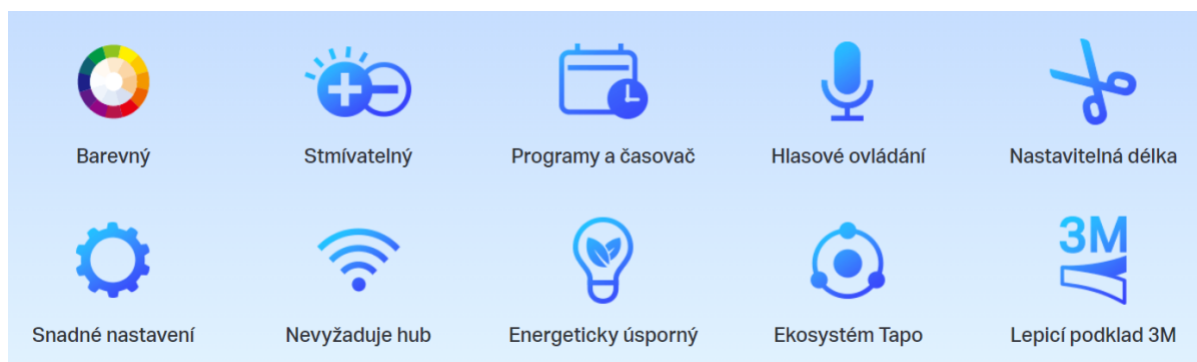 Barevný
Stmívatelný
Programy a časovač
Hlasové ovládání
Nastavitelná délka
3M
Snadné nastavení
Nevyžaduje hub
Energeticky úsporný
Ekosystém Tapo
Lepicí podklad 3M